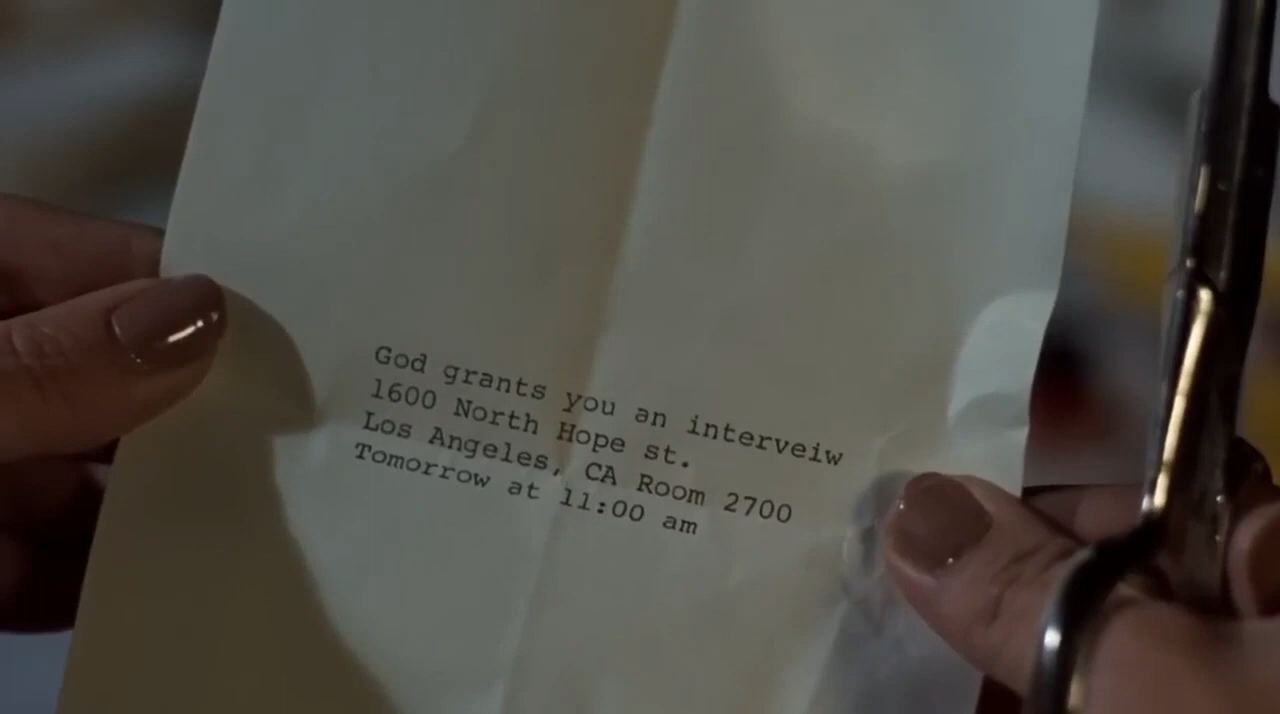 God grants you an interveiw
1600 North Hope st.
Los Angeles, CA Room 2700
Tomorrow at 11:00 am